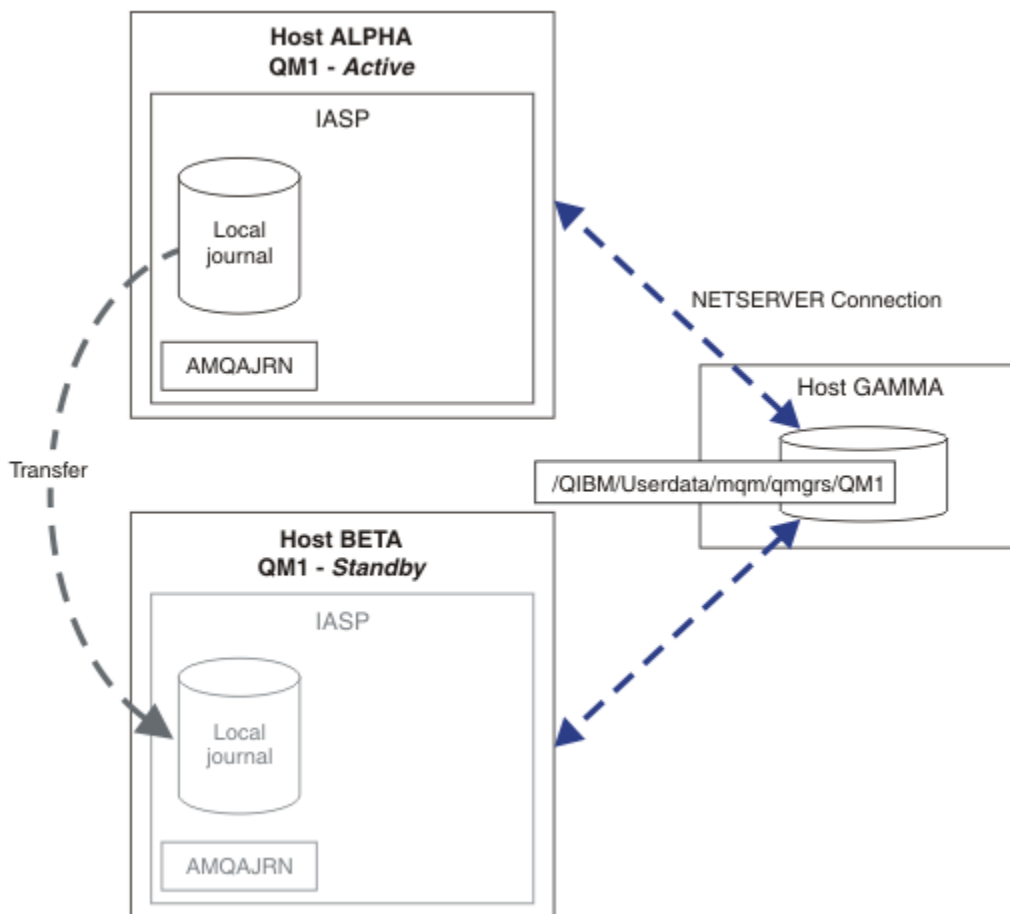 Host ALPHA
QM1 - Active
IASP
Local
journal
AMQAJRN
NETSERVER Connection
Host GAMMA
/QIBM/Userdata/mqm/qmgrs/QM1
Transfer
Host BETA
QM1 - Standby
IASP
Local
journal
AMQAJRN